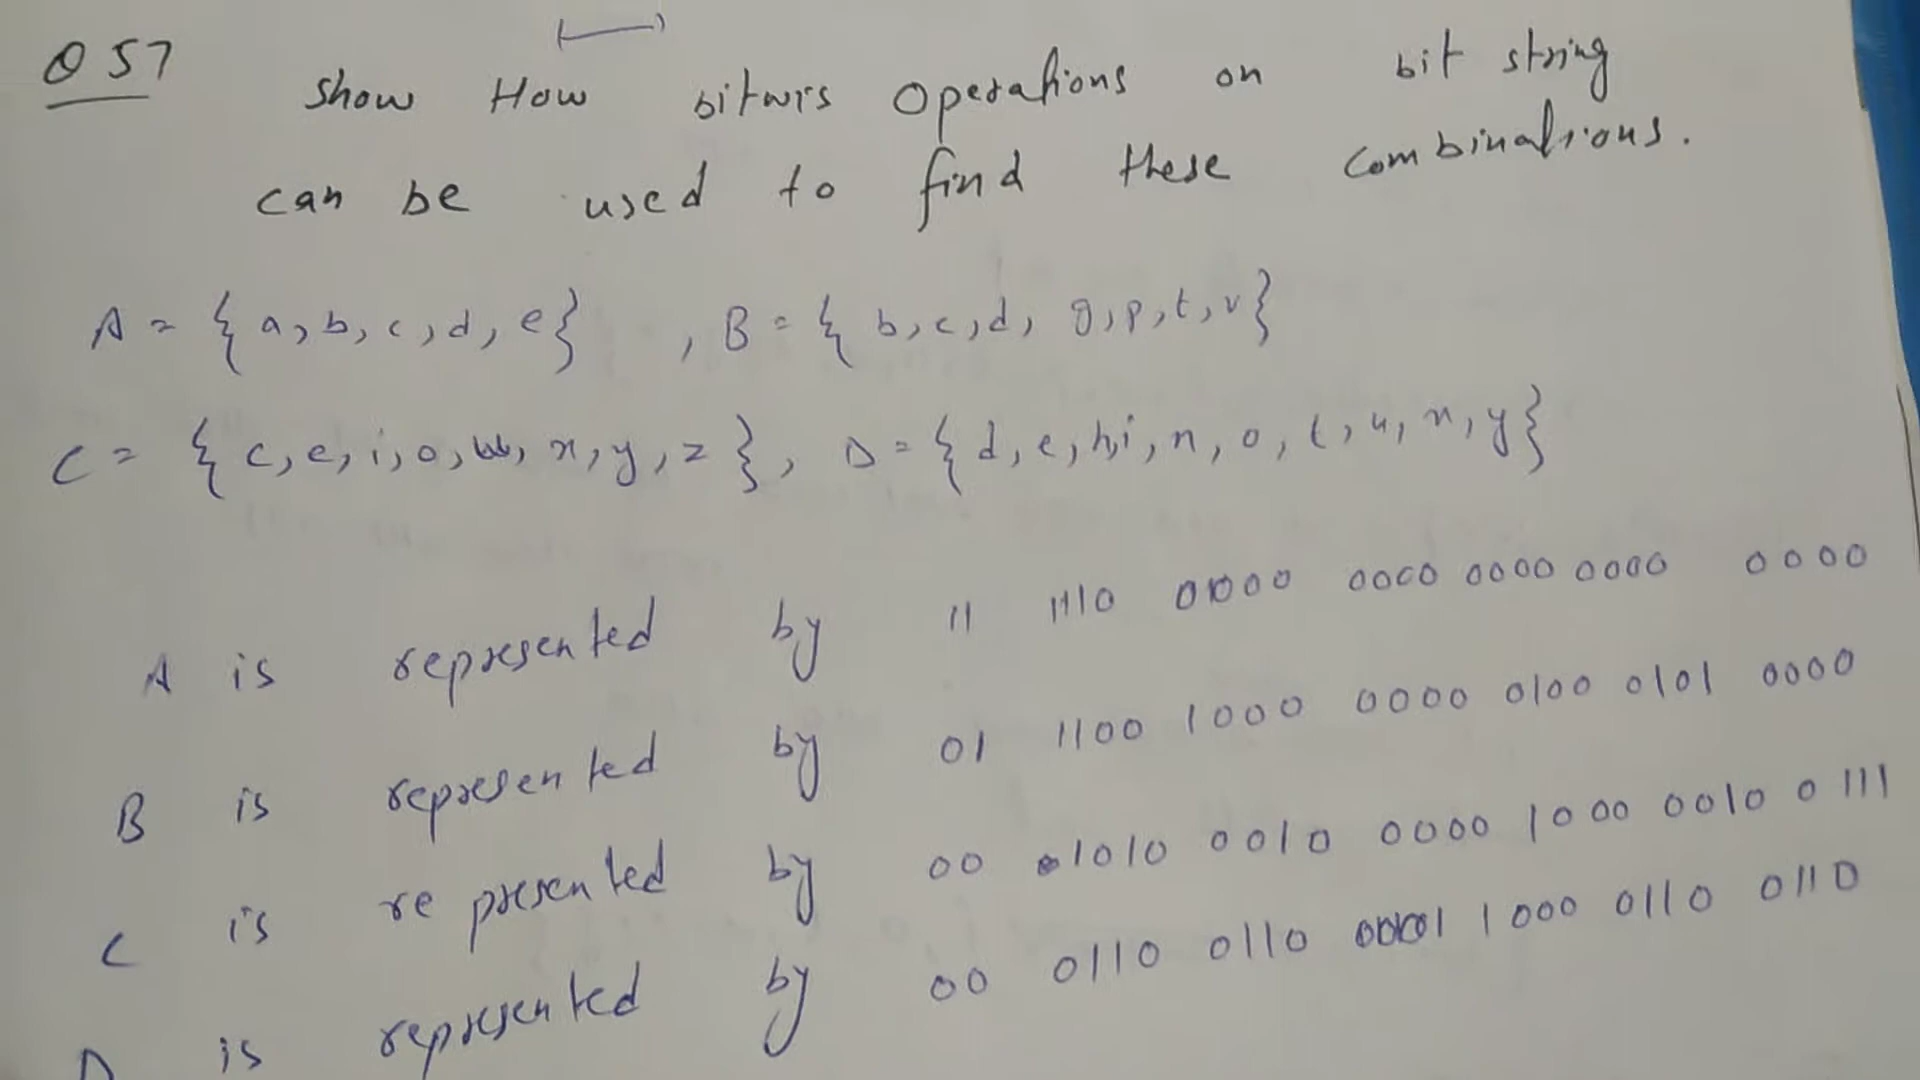 Q 57 Show How bitwis operations on bit string
can be used to find these combinations.
A = {a, b, c, d, e} , B = { b, c, d, g, p, t, v}
C = { c, e, i, o, w, x, y, z }, D = { d, e, h, i, n, o, t, u, x, y}
A is represented by 11 1110 0000 0000 0000 0000 0000
B is represented by 01 1100 1000 0000 0100 0101 0000
C is represented by 00 1010 0010 0000 1000 0010 0111
D is represented by 00 0110 0110 0001 1000 0110 0110